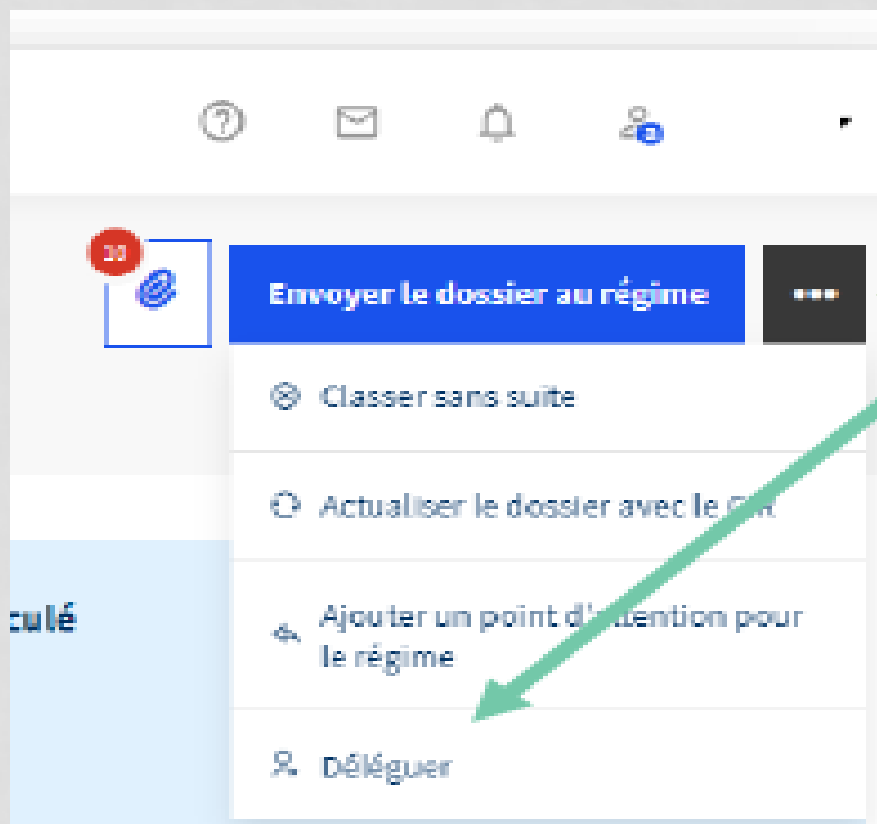 Envoyer le dossier au régime
Classer sans suite
Actualiser le dossier avec le
Ajouter un point d'attention pour
le régime
culé
Déléguer